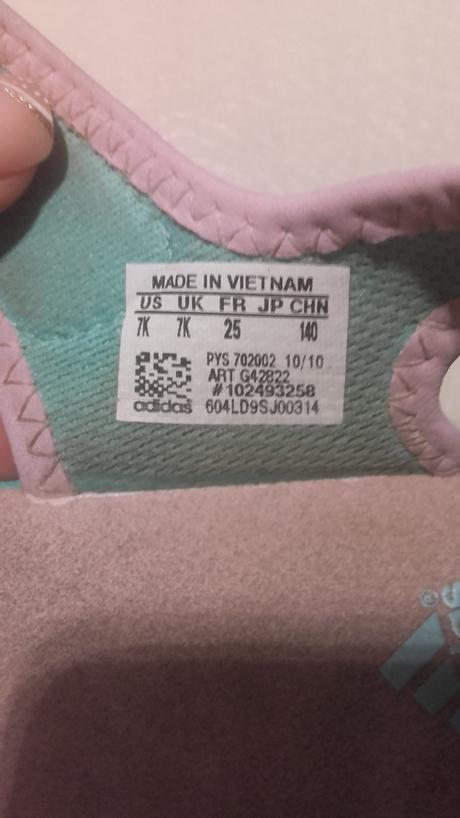 MADE IN VIETNAM
US UK FR JP CHN
7K 7K 25 140
PYS 702002 10/10
ART G42822
#102493258
adidas 604LD9SJ00314